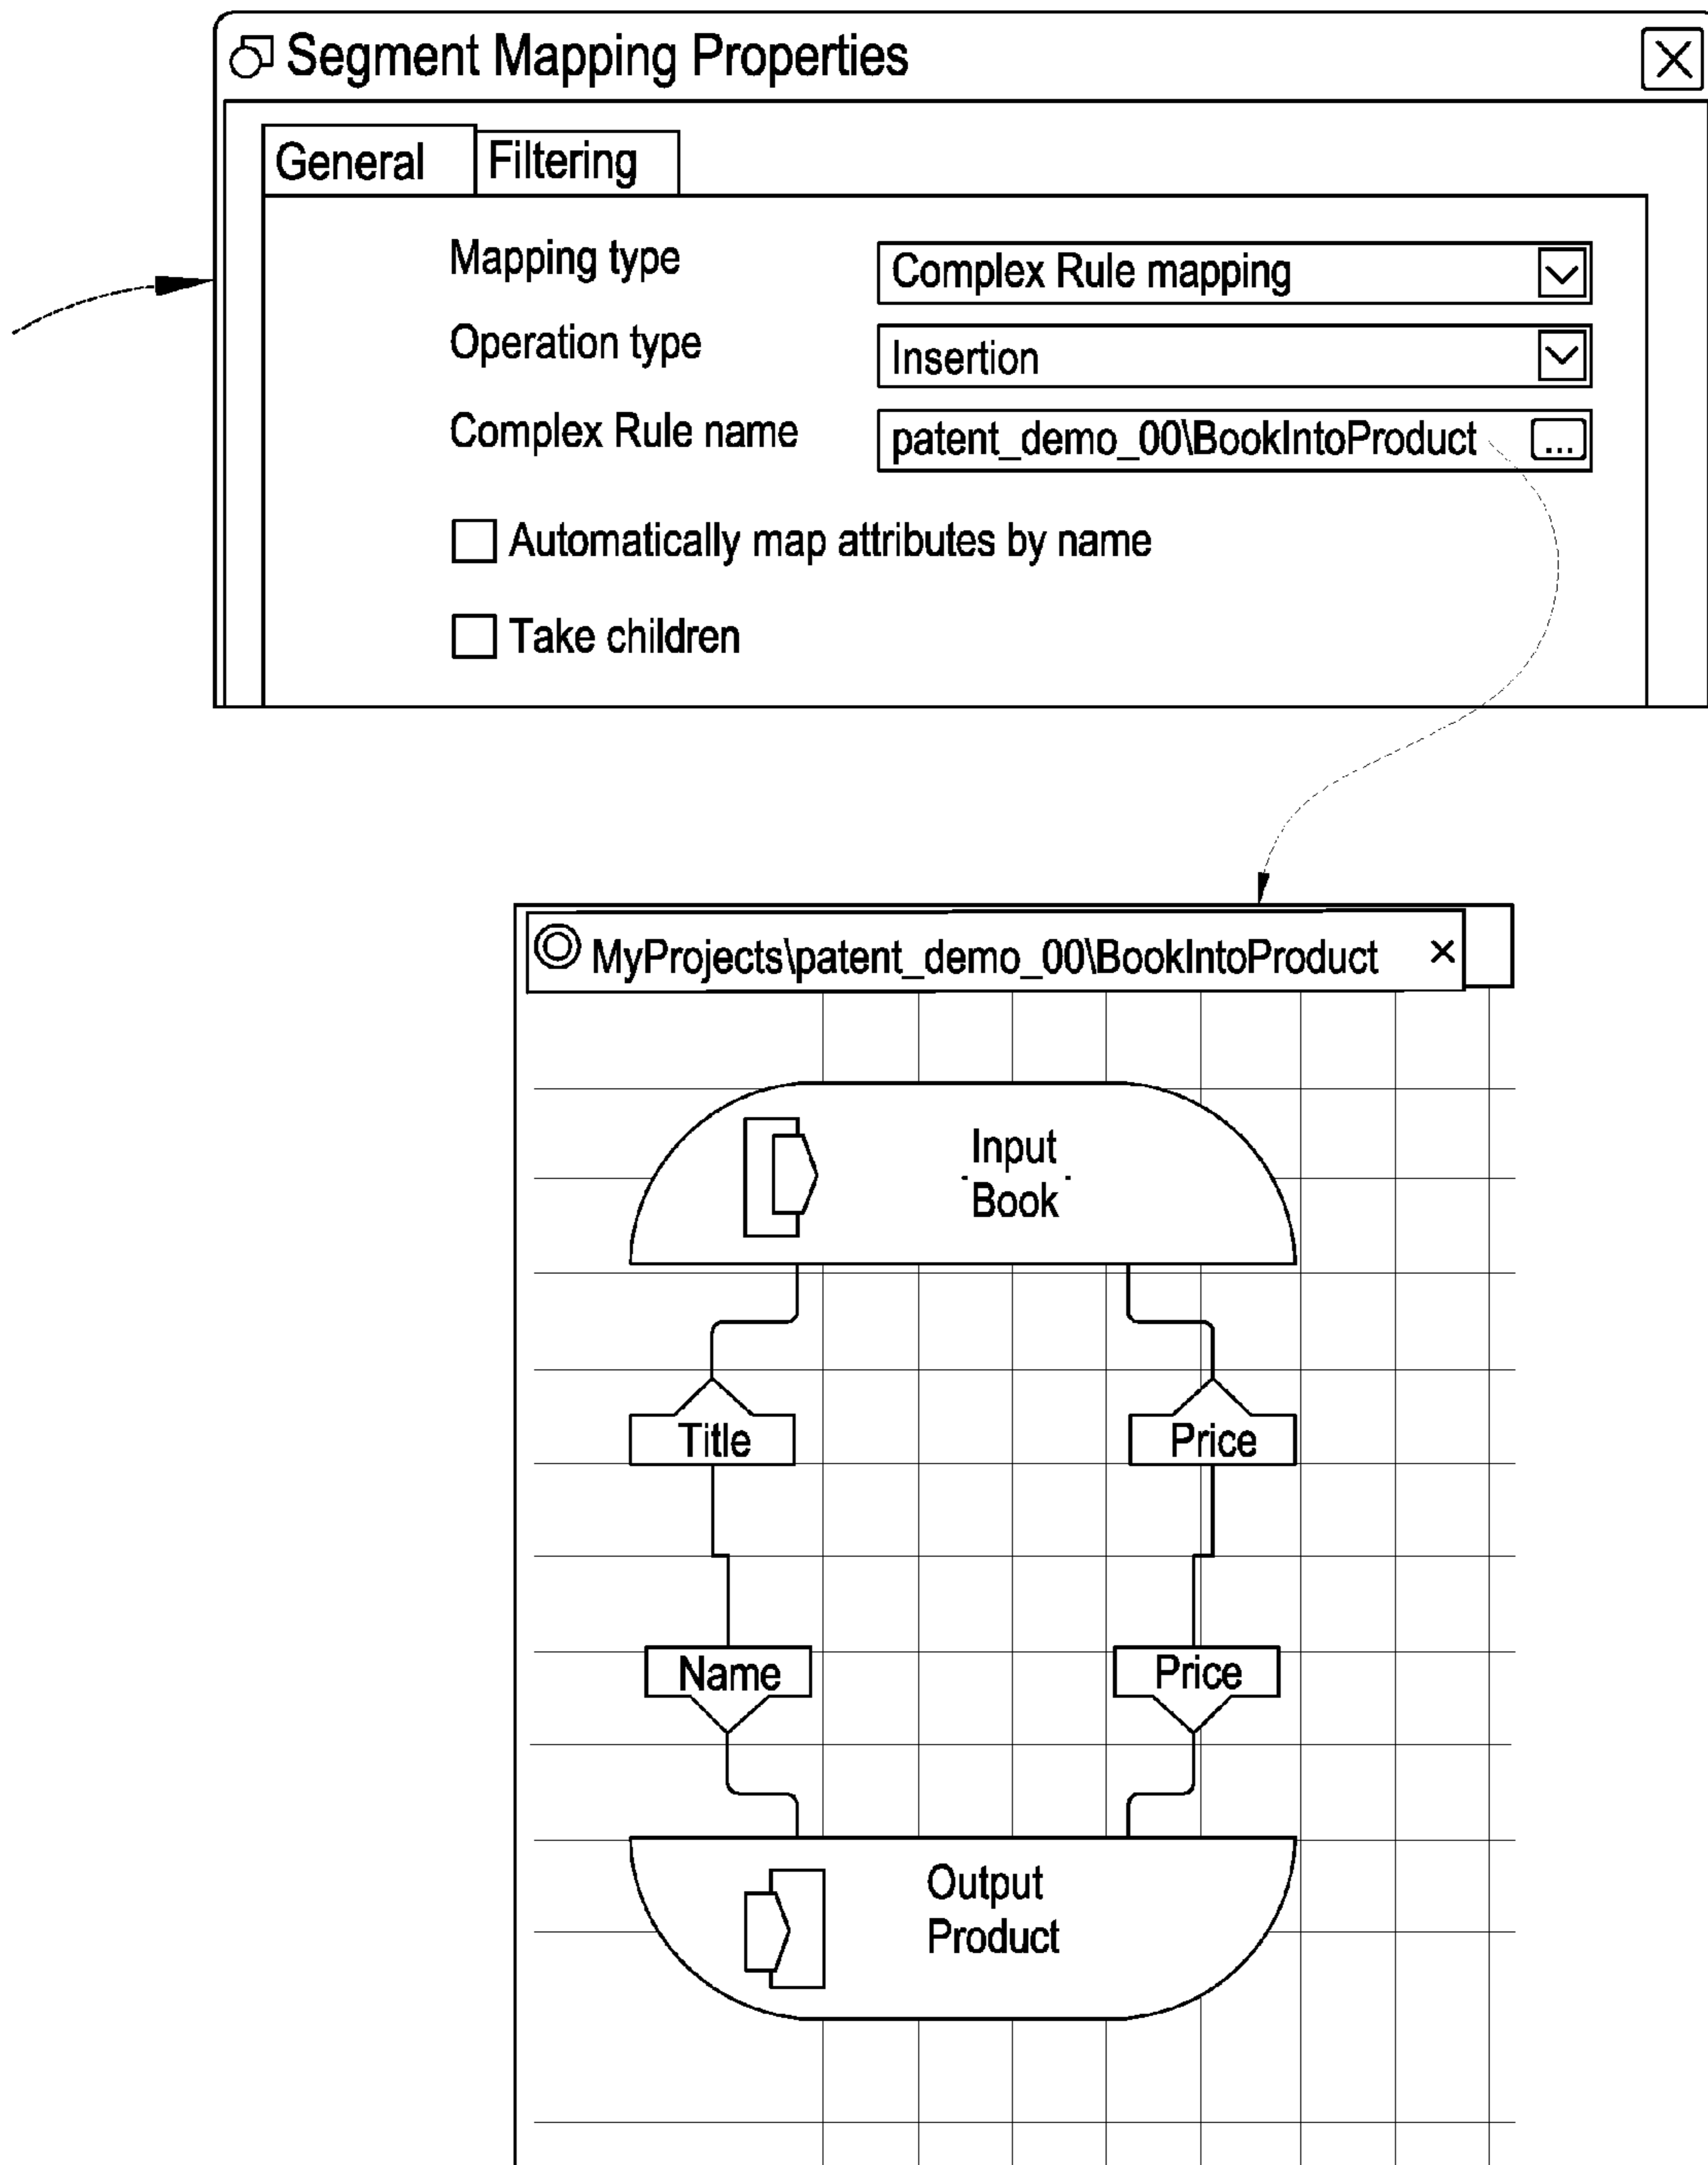 Segment Mapping Properties
General Filtering
Mapping type Complex Rule mapping
Operation type Insertion
Complex Rule name patent_demo_00\BookIntoProduct ...
Automatically map attributes by name
Take children
MyProjects\patent_demo_00\BookIntoProduct
Input
Book
Title Price
Name Price
Output
Product